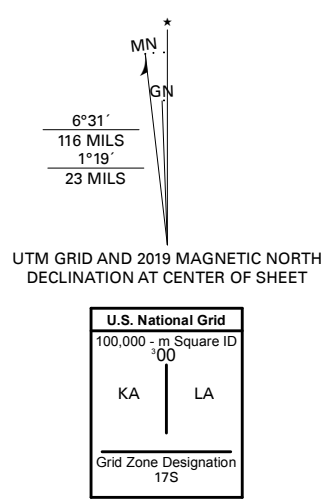 ★
MN
GN
6°31´
116 MILS
1°19´
23 MILS
UTM GRID AND 2019 MAGNETIC NORTH
DECLINATION AT CENTER OF SHEET
U.S. National Grid
100,000 - m Square ID
³00
KA LA
Grid Zone Designation
17S